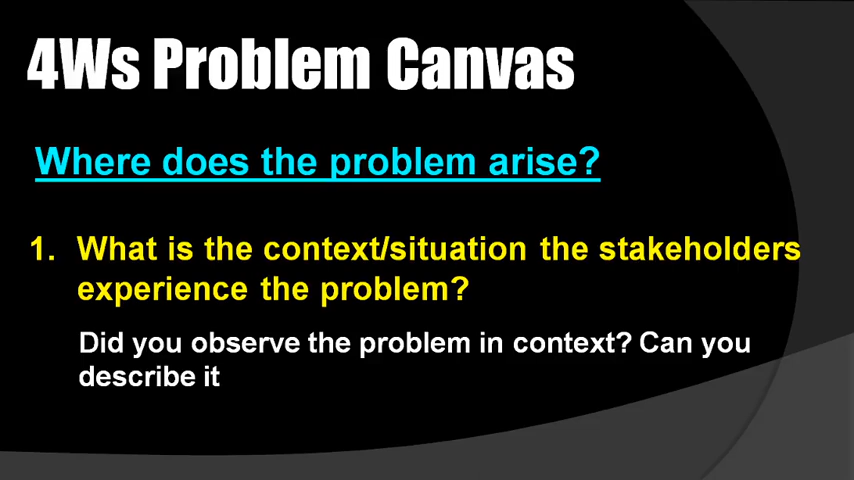 4Ws Problem Canvas
Where does the problem arise?
1. What is the context/situation the stakeholders
experience the problem?
Did you observe the problem in context? Can you
describe it